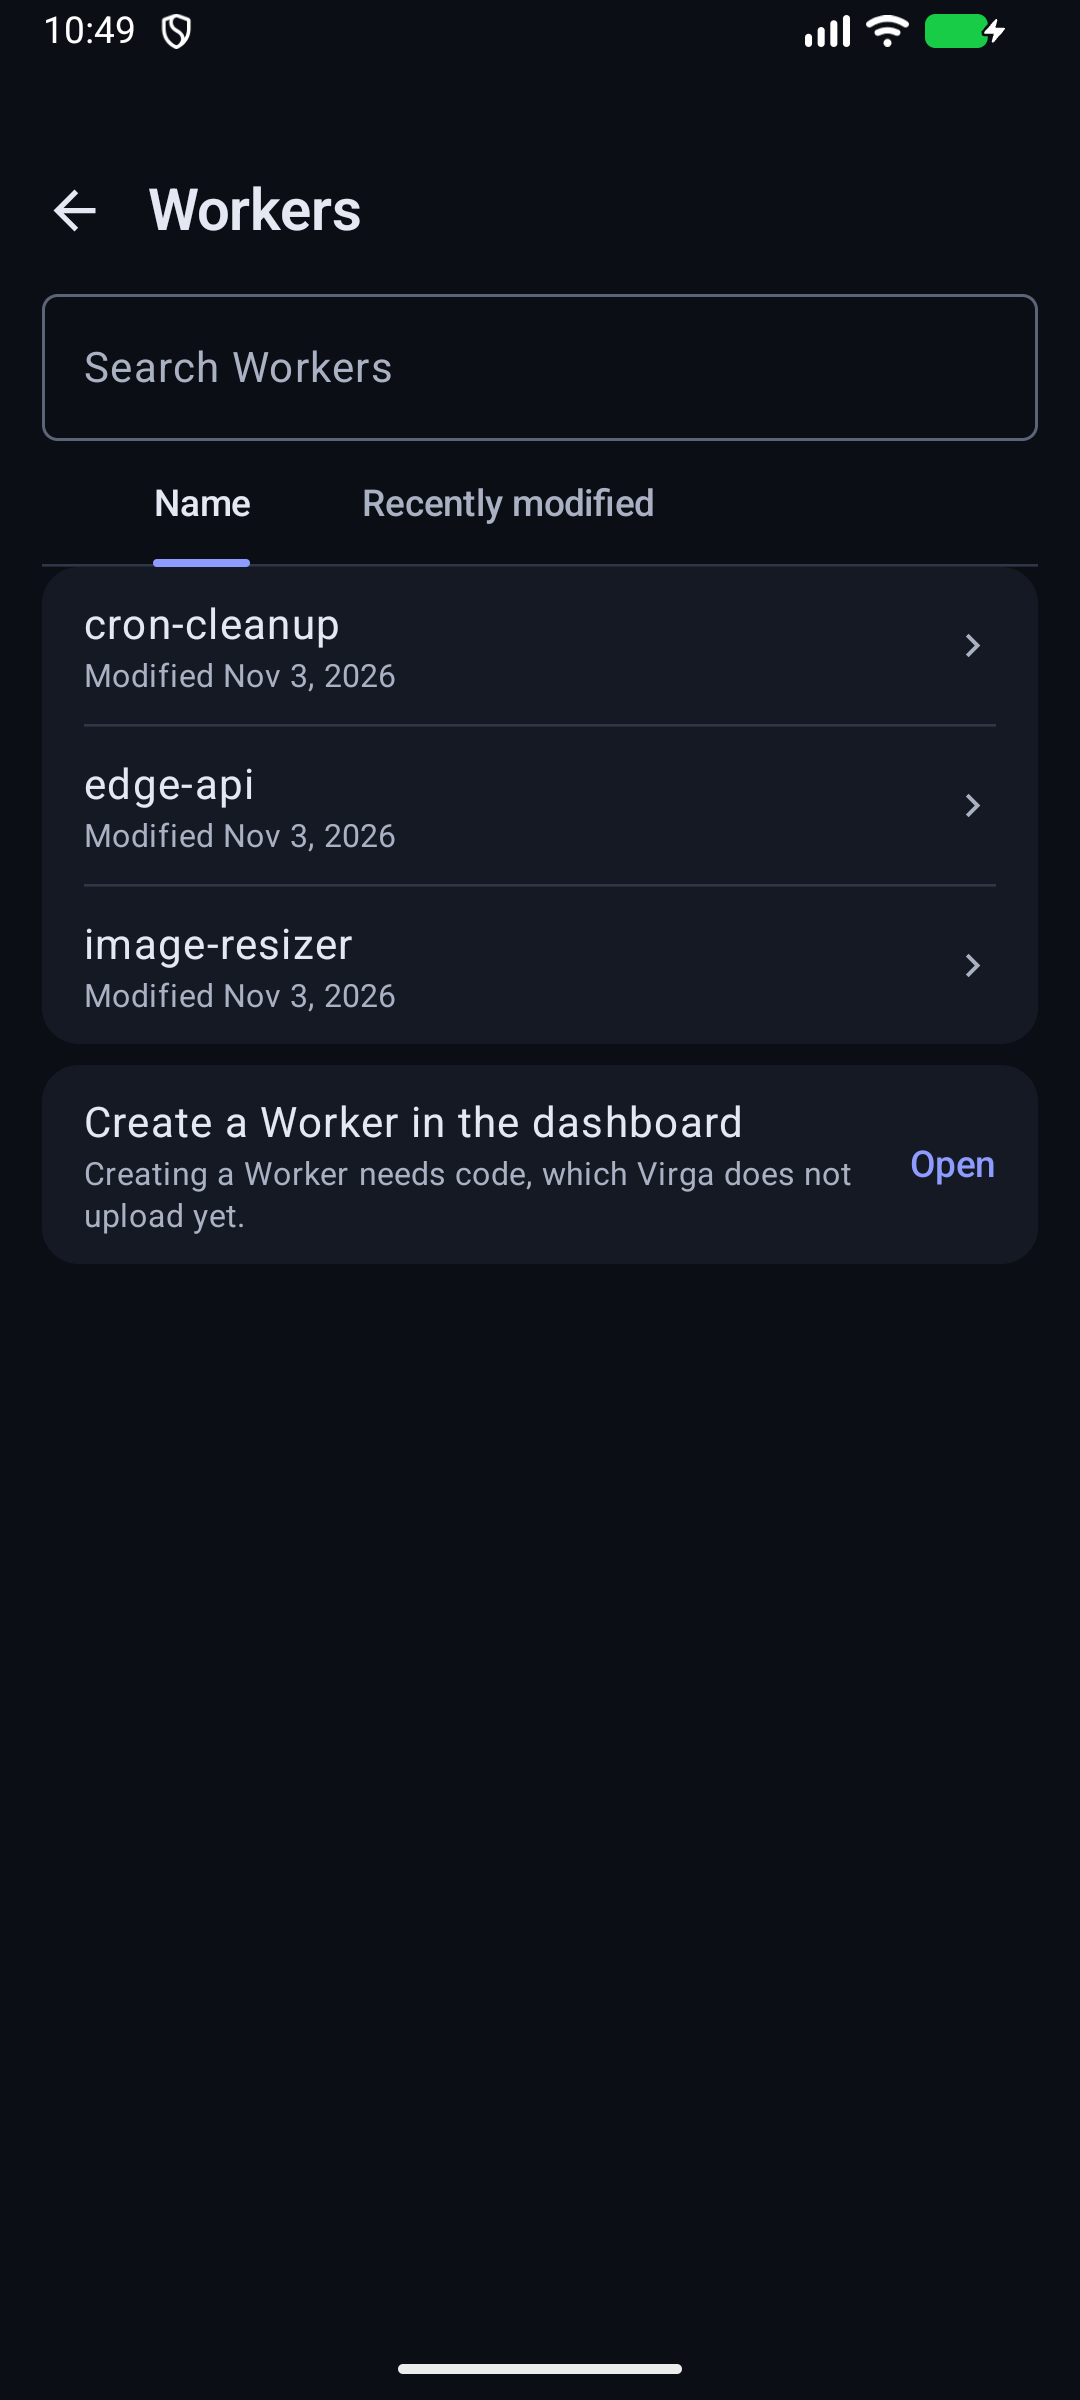 10:49
Workers
Search Workers
Name
Recently modified
cron-cleanup
Modified Nov 3, 2026
edge-api
Modified Nov 3, 2026
image-resizer
Modified Nov 3, 2026
Create a Worker in the dashboard
Creating a Worker needs code, which Virga does not
upload yet.
Open